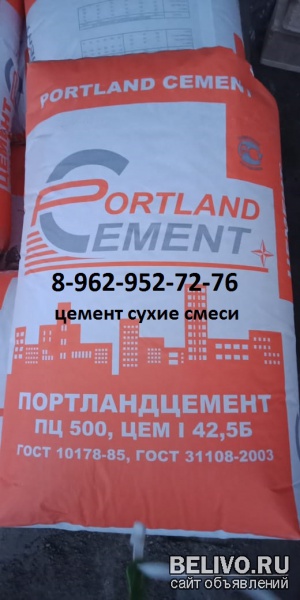 PORTLAND CEMENT
PORTLAND
CEMENT
8-962-952-72-76
цемент сухие смеси
ПОРТЛАНДЦЕМЕНТ
ПЦ 500, ЦЕМ I 42,5Б
ГОСТ 10178-85, ГОСТ 31108-2003
BELIVO.RU
сайт объявлений